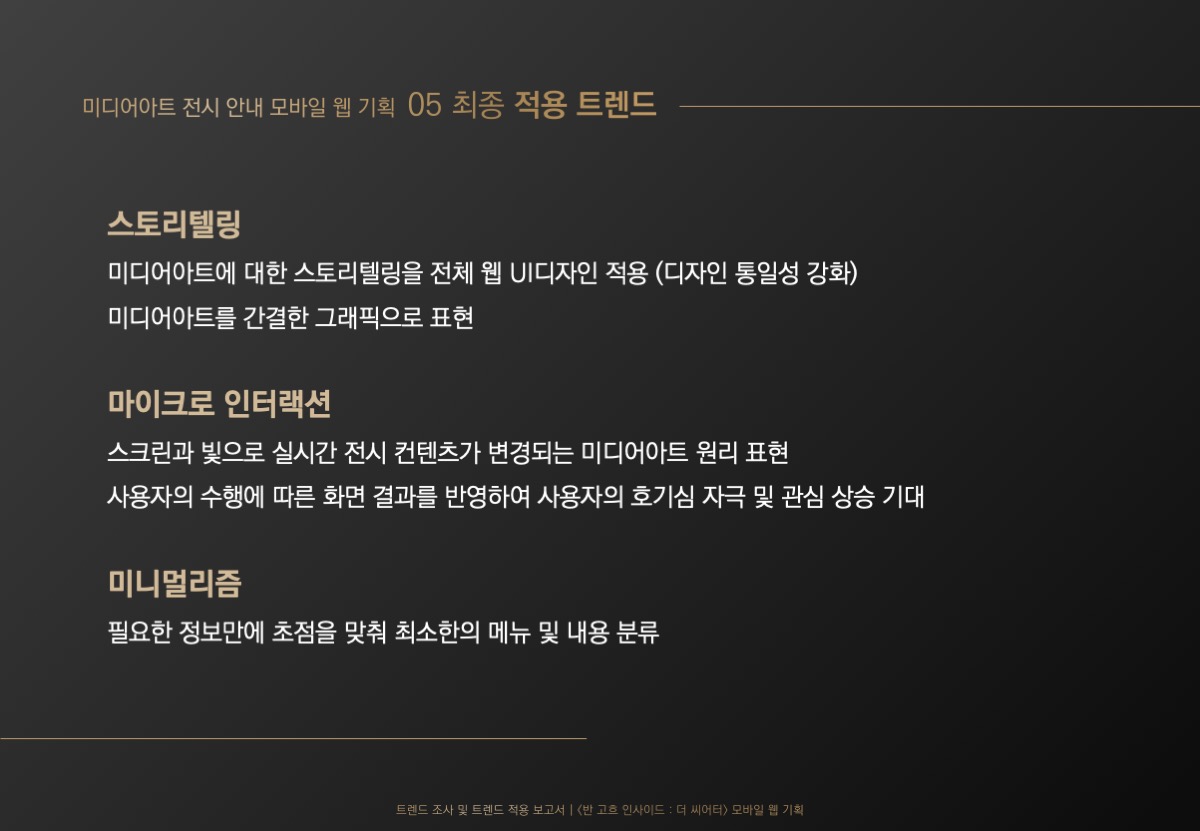 미디어아트 전시 안내 모바일 웹 기획 05 최종 적용 트렌드
스토리텔링
미디어아트에 대한 스토리텔링을 전체 웹 UI디자인 적용 (디자인 통일성 강화)
미디어아트를 간결한 그래픽으로 표현
마이크로 인터랙션
스크린과 빛으로 실시간 전시 컨텐츠가 변경되는 미디어아트 원리 표현
사용자의 수행에 따른 화면 결과를 반영하여 사용자의 호기심 자극 및 관심 상승 기대
미니멀리즘
필요한 정보만에 초점을 맞춰 최소한의 메뉴 및 내용 분류
트렌드 조사 및 트렌드 적용 보고서 | 〈반 고흐 인사이드 : 더 씨어터〉 모바일 웹 기획